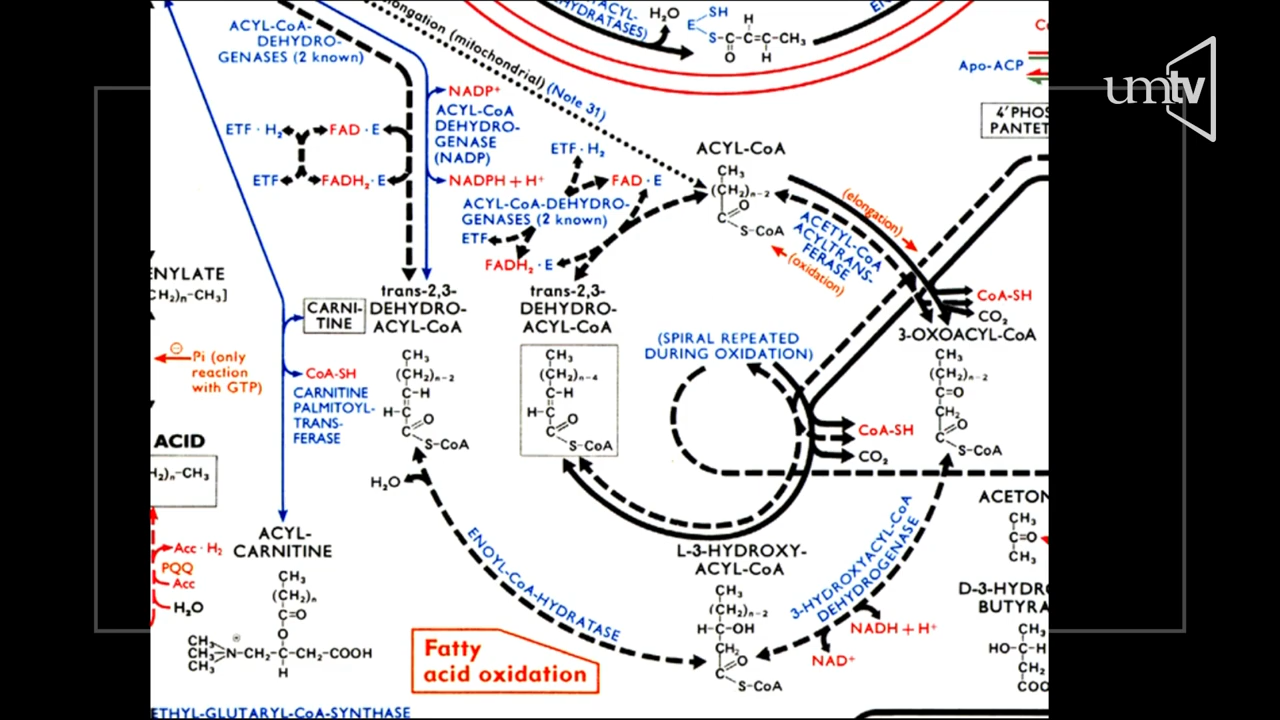 ACYL-CoA-
DEHYDRO-
GENASES (2 known)
elongation (mitochondrial) (Note 31)
HYDRATASES)
H₂O
SH
E
S-C-C=C-CH₃
O
H
H
Apo-ACP
umtv
4'PHOS
PANTET
NADP⁺
ACYL-CoA
DEHYDRO-
GENASE
(NADP)
NADPH + H⁺
ETF · H₂
FAD · E
ETF
FADH₂ · E
ETF · H₂
FAD · E
ACYL-CoA-DEHYDRO-
GENASES (2 known)
ETF
FADH₂ · E
ACYL-CoA
CH₃
(CH₂)n-2
C
O
S-CoA
(elongation)
ACETYL-CoA
ACYLTRANS-
FERASE
(oxidation)
CoA-SH
CO₂
3-OXOACYL-CoA
CH₃
(CH₂)n-2
C=O
CH₂
C
O
S-CoA
ENYLATE
CH₂)n-CH₃]
CARNI-
TINE
trans-2,3-
DEHYDRO-
ACYL-CoA
CH₃
(CH₂)n-2
C-H
H-C
C
O
S-CoA
trans-2,3-
DEHYDRO-
ACYL-CoA
CH₃
(CH₂)n-4
C-H
H-C
C
O
S-CoA
(SPIRAL REPEATED
DURING OXIDATION)
CoA-SH
CO₂
Pi (only
reaction
with GTP)
CoA-SH
CARNITINE
PALMITOYL-
TRANS-
FERASE
ACID
H₂)n-CH₃
H₂O
ENOYL-CoA-HYDRATASE
3-HYDROXYACYL-CoA
DEHYDROGENASE
NADH + H⁺
NAD⁺
ACETON
CH₃
C=O
CH₃
D-3-HYDRO
BUTYRA
CH₃
HO-C-H
CH₂
COO
ACYL-
CARNITINE
CH₃
(CH₂)n
C=O
O
CH₃
CH₃
CH₃
N-CH₂-C-CH₂-COOH
H
Acc · H₂
PQQ
Acc
H₂O
L-3-HYDROXY-
ACYL-CoA
CH₃
(CH₂)n-2
H-C-OH
CH₂
C
O
S-CoA
Fatty
acid oxidation
ETHYL-GLUTARYL-CoA-SYNTHASE